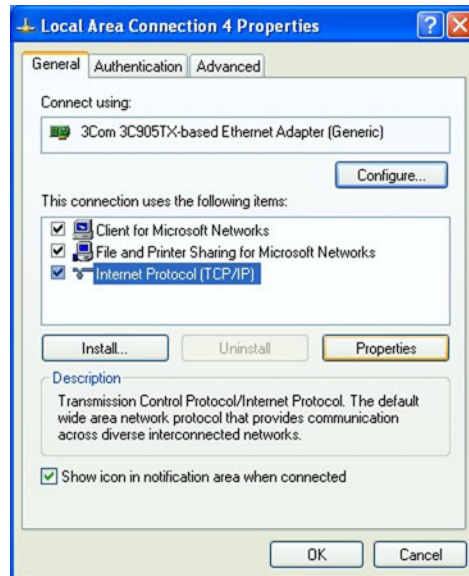 Local Area Connection 4 Properties
General Authentication Advanced
Connect using:
3Com 3C905TX-based Ethernet Adapter (Generic)
Configure...
This connection uses the following items:
Client for Microsoft Networks
File and Printer Sharing for Microsoft Networks
Internet Protocol (TCP/IP)
Install... Uninstall Properties
Description
Transmission Control Protocol/Internet Protocol. The default
wide area network protocol that provides communication
across diverse interconnected networks.
Show icon in notification area when connected
OK Cancel